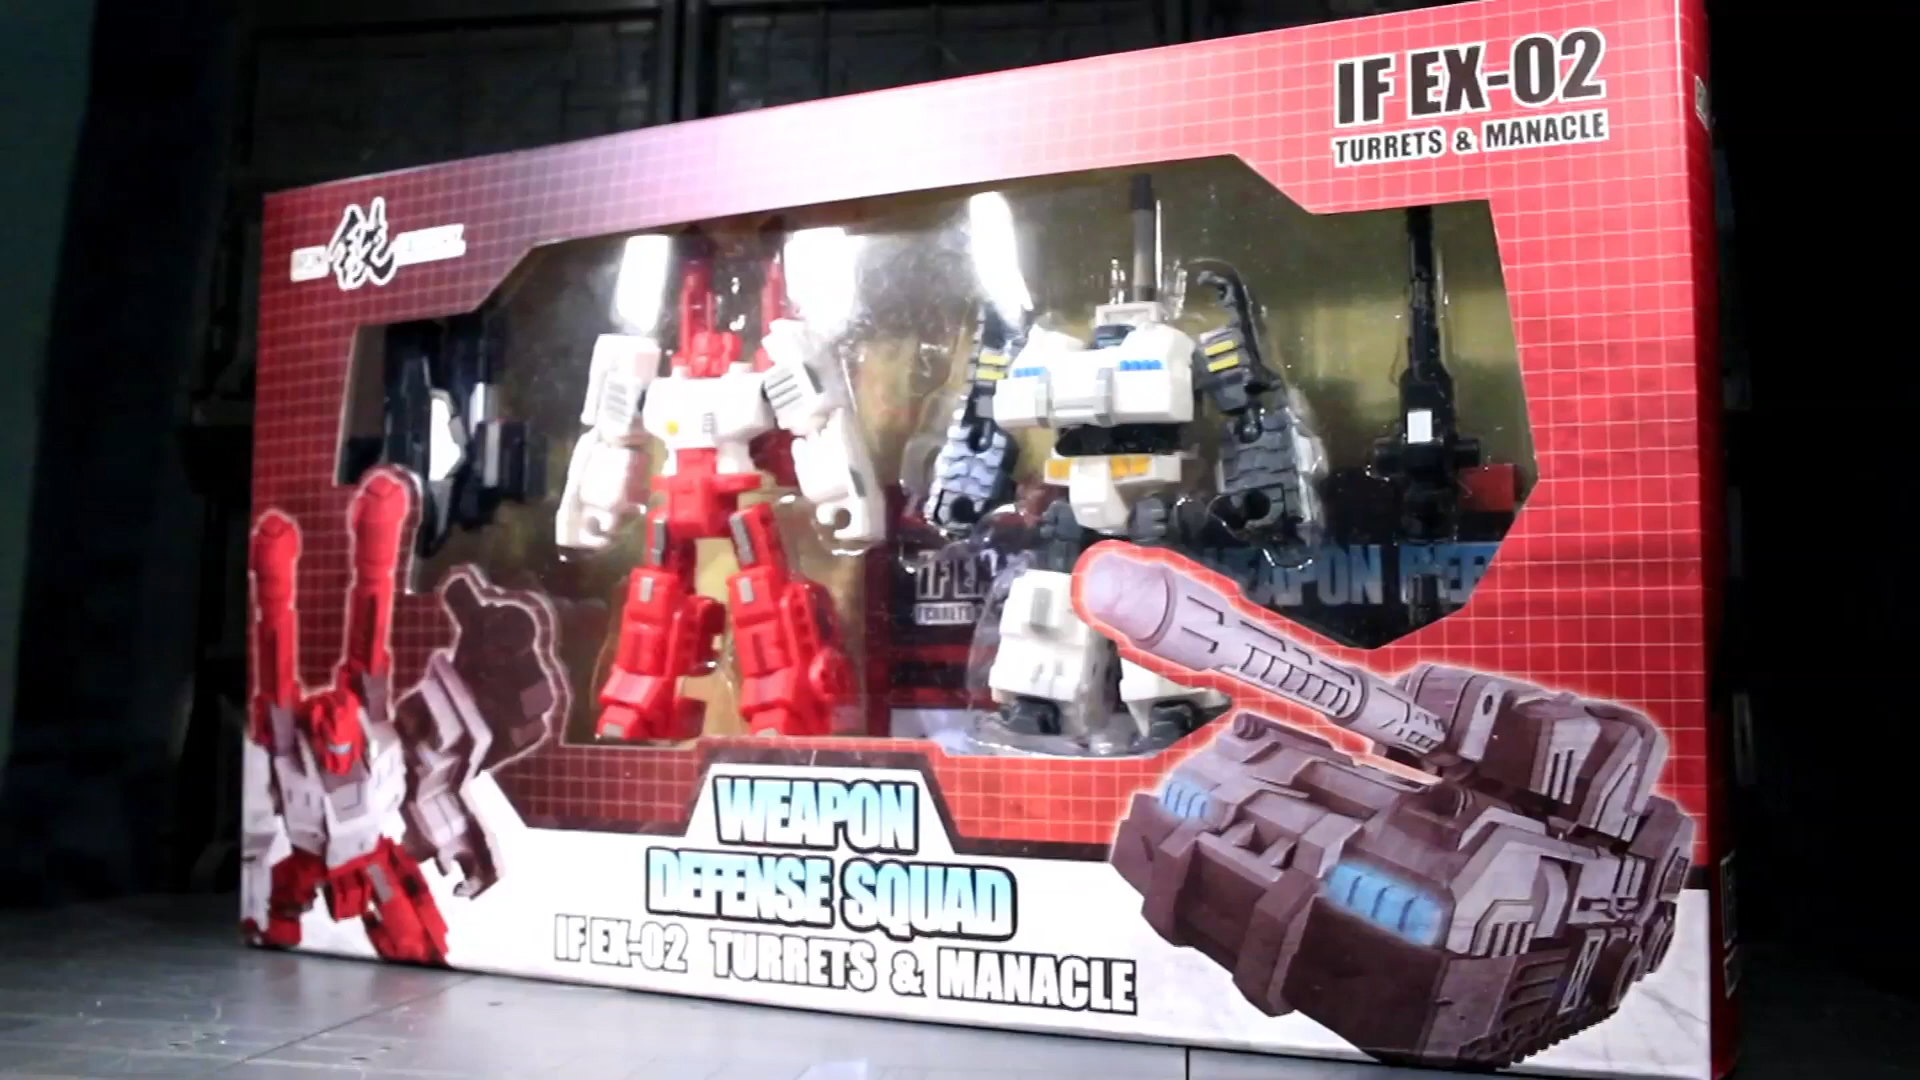 IF EX-02
TURRETS & MANACLE
WEAPON
DEFENSE SQUAD
IF EX-02 TURRETS & MANACLE